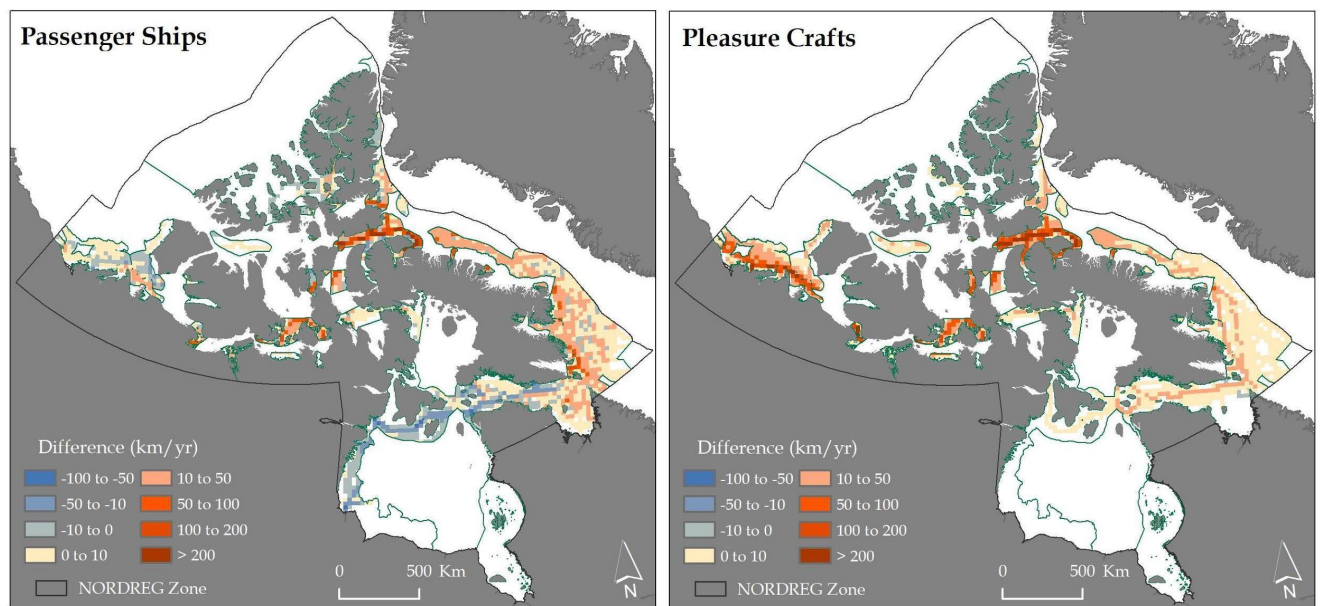 Passenger Ships
Difference (km/yr)
-100 to -50 10 to 50
-50 to -10 50 to 100
-10 to 0 100 to 200
0 to 10 > 200
NORDREG Zone
0 500 Km
N
Pleasure Crafts
Difference (km/yr)
-100 to -50 10 to 50
-50 to -10 50 to 100
-10 to 0 100 to 200
0 to 10 > 200
NORDREG Zone
0 500 Km
N